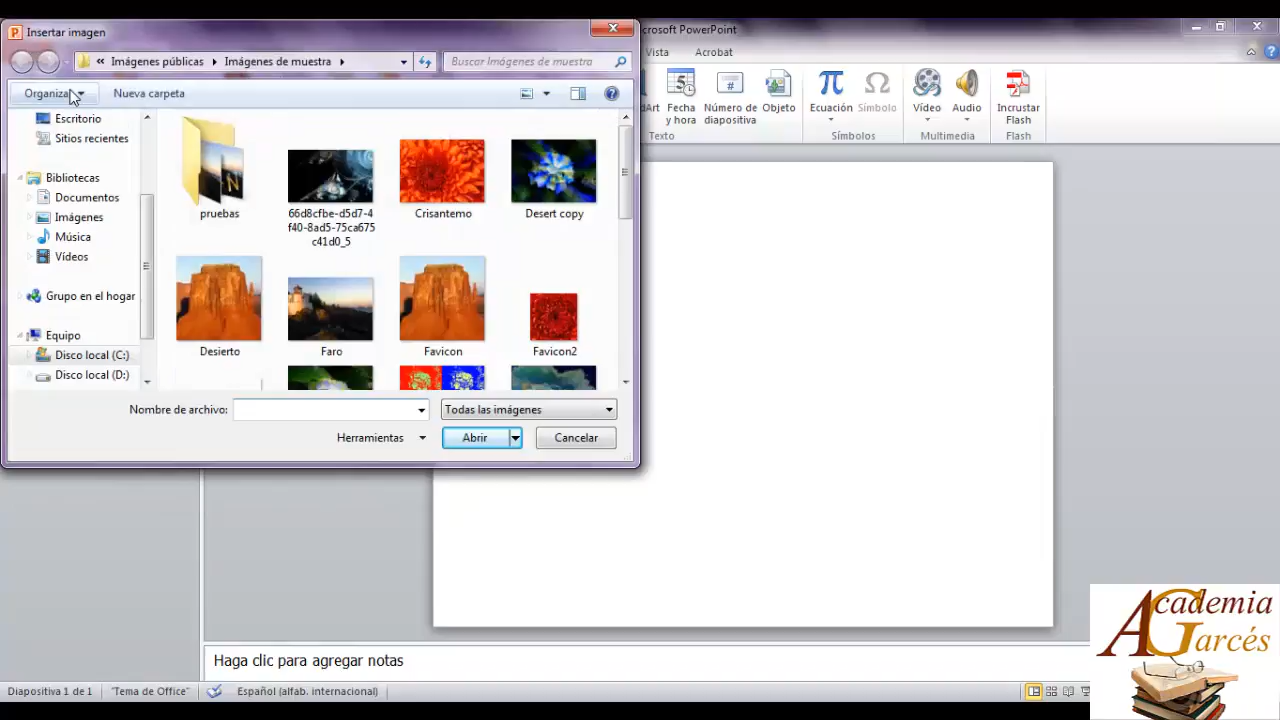 Insertar imagen
crosoft PowerPoint
Imágenes públicas
Imágenes de muestra
Buscar Imágenes de muestra
Vista
Acrobat
Organizar
Nueva carpeta
Fecha y hora
Número de diapositiva
Objeto
Ecuación
Símbolo
Vídeo
Audio
Incrustar Flash
Texto
Símbolos
Multimedia
Flash
Escritorio
Sitios recientes
Bibliotecas
Documentos
Imágenes
Música
Vídeos
Grupo en el hogar
Equipo
Disco local (C:)
Disco local (D:)
pruebas
66d8cfbe-d5d7-4
f40-8ad5-75ca675
c41d0_5
Crisantemo
Desert copy
Desierto
Faro
Favicon
Favicon2
Nombre de archivo:
Todas las imágenes
Herramientas
Abrir
Cancelar
Haga clic para agregar notas
Diapositiva 1 de 1
"Tema de Office"
Español (alfab. internacional)
Academia
Garcés